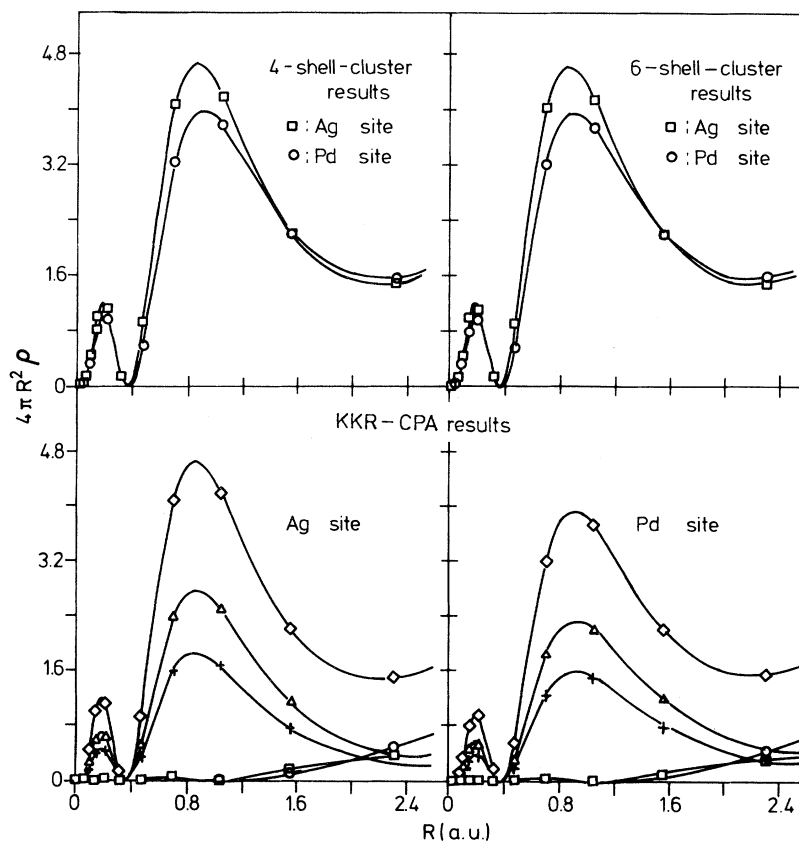 4-shell-cluster
results
□ : Ag site
○ : Pd site
6-shell-cluster
results
□ : Ag site
○ : Pd site
4.8
3.2
1.6
0
4πR² ρ
KKR-CPA results
4.8
3.2
1.6
0
Ag site
Pd site
0 0.8 1.6 2.4
0.8 1.6 2.4
R(a.u.)